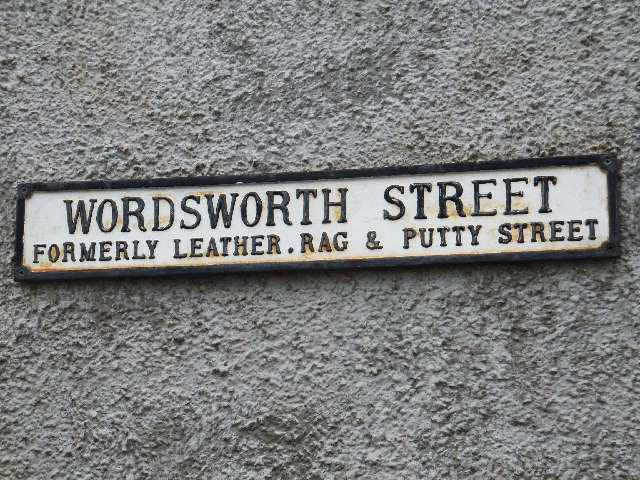 WORDSWORTH STREET
FORMERLY LEATHER. RAG & PUTTY STREET